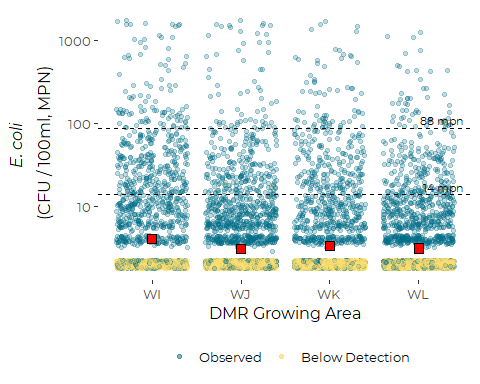 1000
100
10
E. coli
(CFU / 100ml, MPN)
88 mpn
14 mpn
WI WJ WK WL
DMR Growing Area
Observed Below Detection